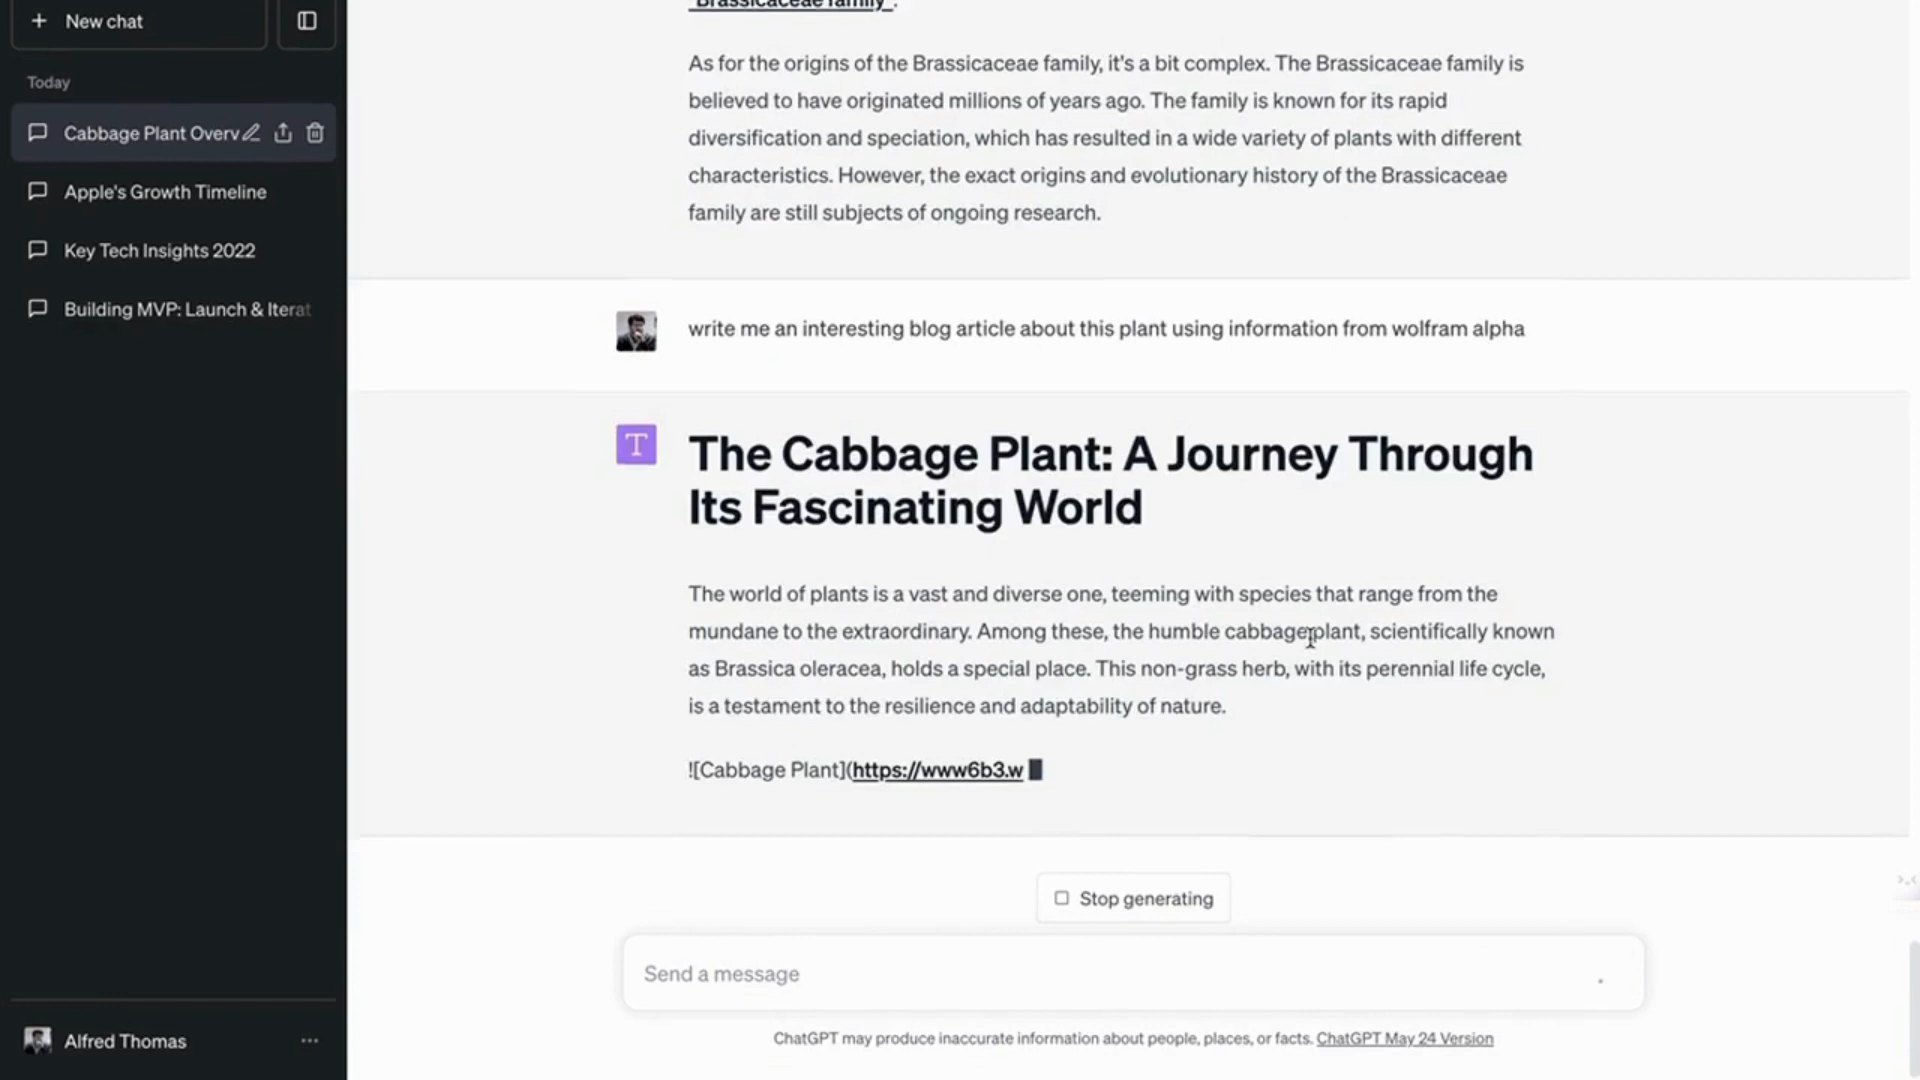 New chat
Today
Cabbage Plant Overv
Apple's Growth Timeline
Key Tech Insights 2022
Building MVP: Launch & Iterat
Alfred Thomas
"Brassicaceae family".
As for the origins of the Brassicaceae family, it's a bit complex. The Brassicaceae family is
believed to have originated millions of years ago. The family is known for its rapid
diversification and speciation, which has resulted in a wide variety of plants with different
characteristics. However, the exact origins and evolutionary history of the Brassicaceae
family are still subjects of ongoing research.
write me an interesting blog article about this plant using information from wolfram alpha
T
The Cabbage Plant: A Journey Through
Its Fascinating World
The world of plants is a vast and diverse one, teeming with species that range from the
mundane to the extraordinary. Among these, the humble cabbage plant, scientifically known
as Brassica oleracea, holds a special place. This non-grass herb, with its perennial life cycle,
is a testament to the resilience and adaptability of nature.
![Cabbage Plant](https://www6b3.w
Stop generating
Send a message
ChatGPT may produce inaccurate information about people, places, or facts. ChatGPT May 24 Version